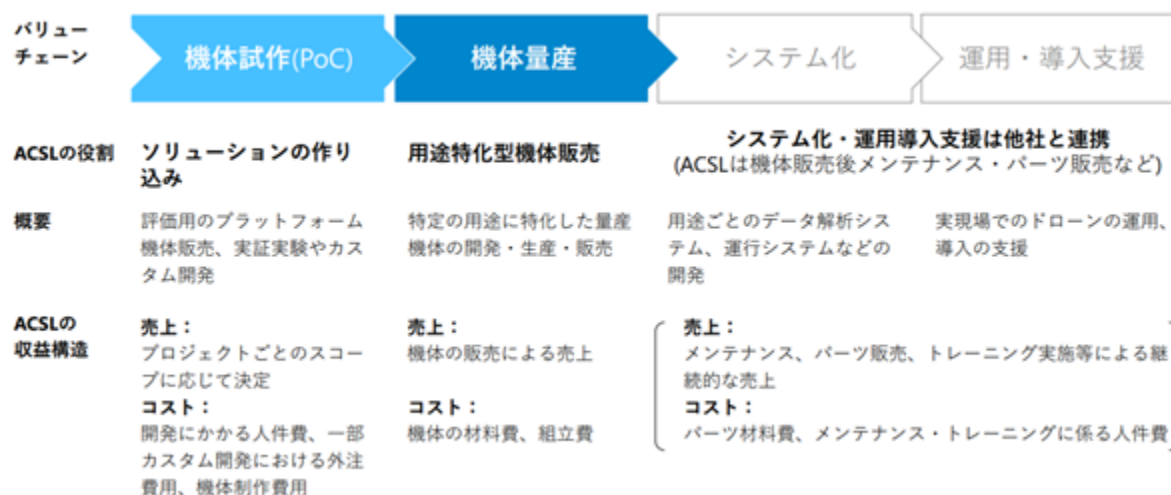 バリュー
チェーン
機体試作(PoC)
機体量産
システム化
運用・導入支援
ACSLの役割
ソリューションの作り
込み
用途特化型機体販売
システム化・運用導入支援は他社と連携
(ACSLは機体販売後メンテナンス・パーツ販売など)
概要
評価用のプラットフォーム
機体販売、実証実験やカス
タム開発
特定の用途に特化した量産
機体の開発・生産・販売
用途ごとのデータ解析シス
テム、運行システムなどの
開発
実現場でのドローンの運用、
導入の支援
ACSLの
収益構造
売上：
プロジェクトごとのスコー
プに応じて決定
コスト：
開発にかかる人件費、一部
カスタム開発における外注
費用、機体制作費用
売上：
機体の販売による売上
コスト：
機体の材料費、組立費
売上：
メンテナンス、パーツ販売、トレーニング実施等による継
続的な売上
コスト：
パーツ材料費、メンテナンス・トレーニングに係る人件費